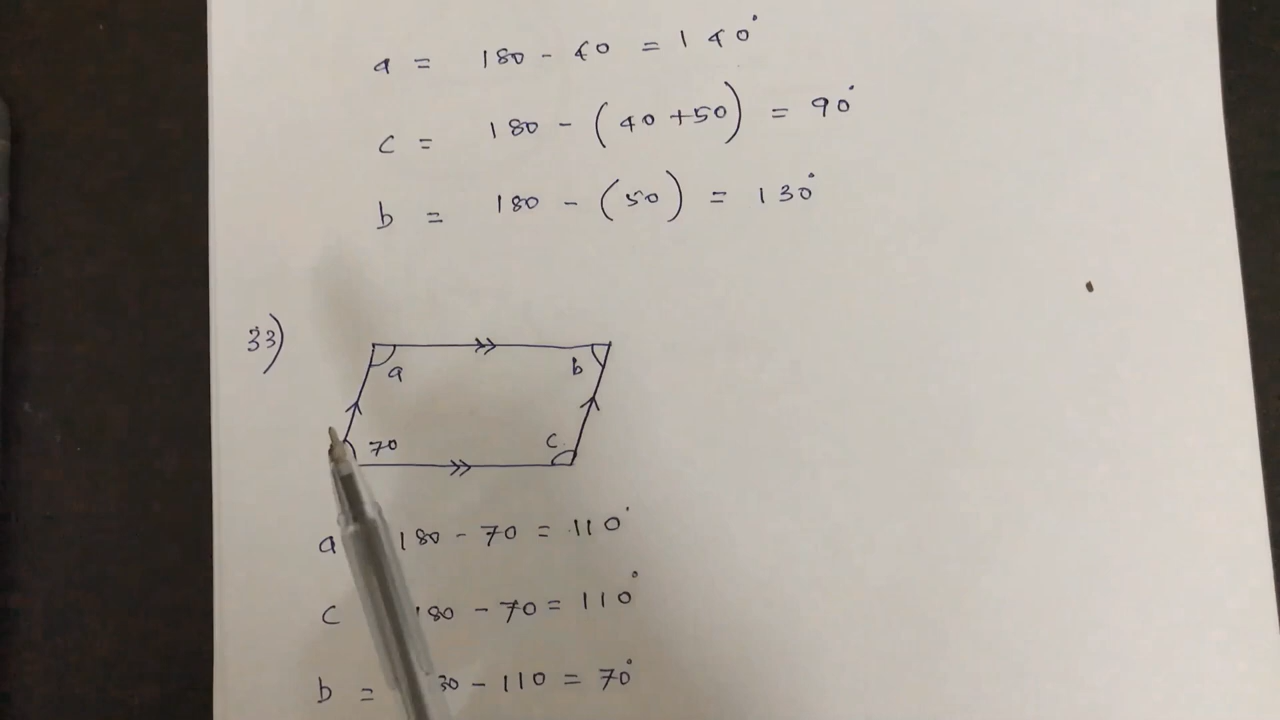 a = 180 - 40 = 140°
c = 180 - (40 + 50) = 90°
b = 180 - (50) = 130°
33)
a b
70 c
a 180 - 70 = 110°
c 180 - 70 = 110°
b = - 110 = 70°